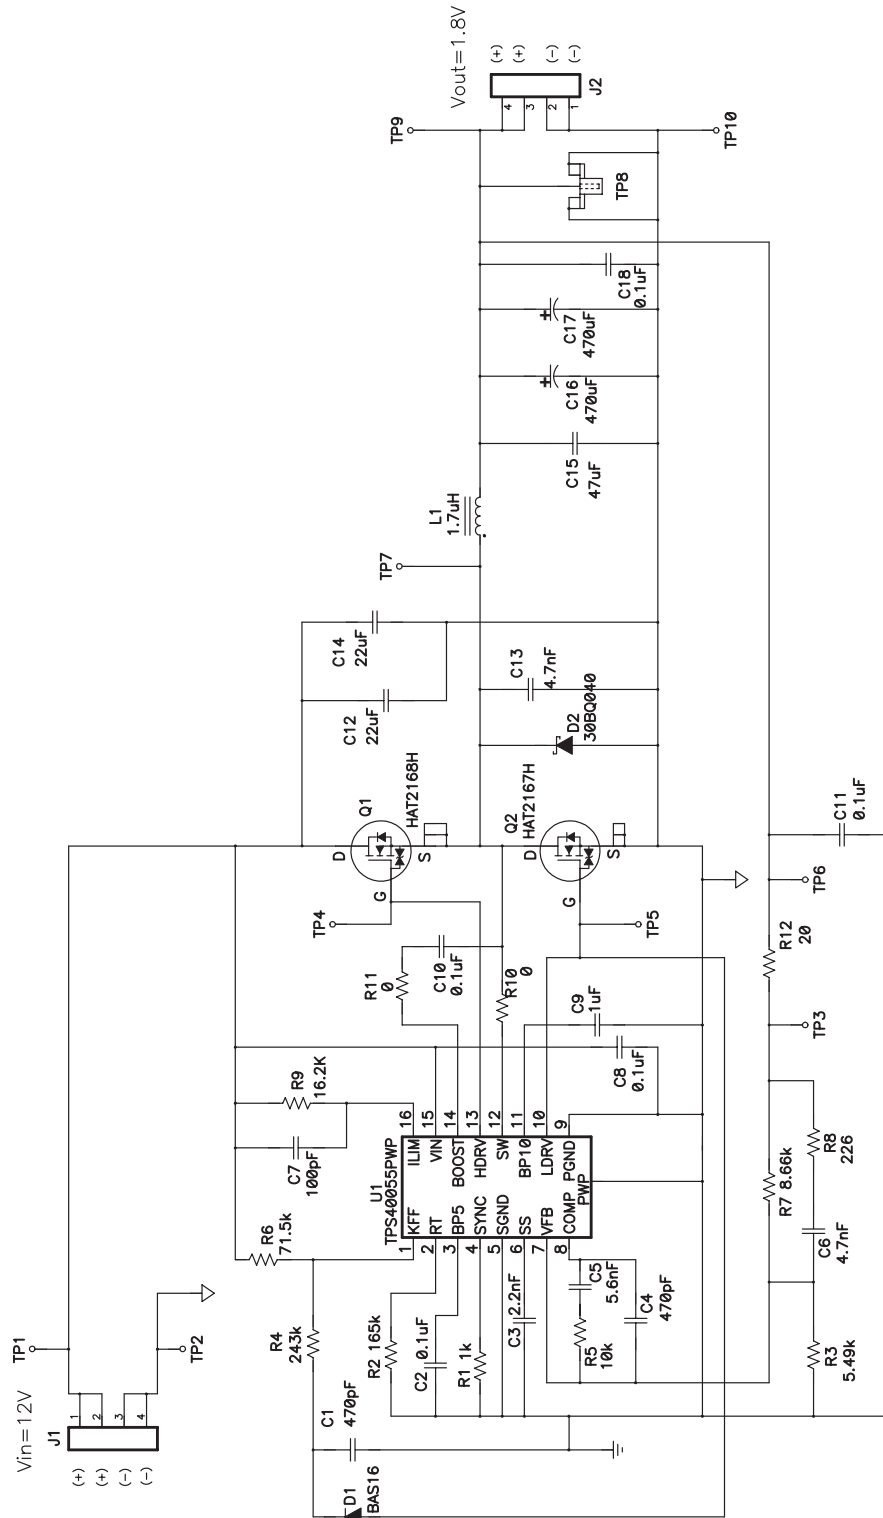 Vin=12V
J1
(+)
(+)
(-)
(-)
1
2
3
4
TP1
TP2
D1
BAS16
C1
470pF
R4
243k
R6
71.5k
C7
100pF
R9
16.2K
R2 165k
C2
0.1uF
R1 1k
C3
2.2nF
R5
10k
C5
5.6nF
C4
470pF
U1
TPS40055PWP
1
KFF
2
RT
3
BP5
4
SYNC
5
SGND
6
SS
7
VFB
8
COMP
16
ILIM
15
VIN
14
BOOST
13
HDRV
12
SW
11
BP10
10
LDRV
9
PGND
PWP
R11
0
C10
0.1uF
R10
0
C9
1uF
C8
0.1uF
TP4
TP5
D
G
S
Q1
HAT2168H
D
G
S
Q2
HAT2167H
C12
22uF
C14
22uF
D2
30BQ040
C13
4.7nF
TP7
L1
1.7uH
C15
47uF
+
C16
470uF
+
C17
470uF
C18
0.1uF
TP8
TP9
TP10
Vout=1.8V
J2
4
3
2
1
(+)
(+)
(-)
(-)
R3
5.49k
C6
4.7nF
R8
226
R7 8.66k
TP3
R12
20
TP6
C11
0.1uF